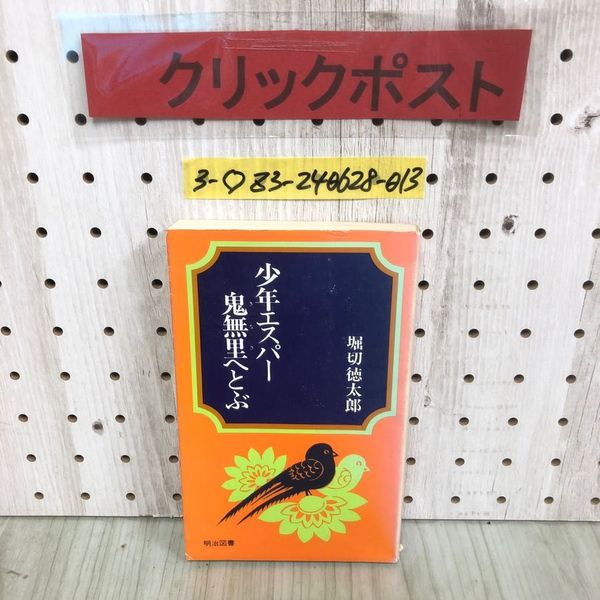 クリックポスト
3-♡ B3-240628-013
少年エスパー
鬼無里へとぶ
堀切徳太郎
明治図書